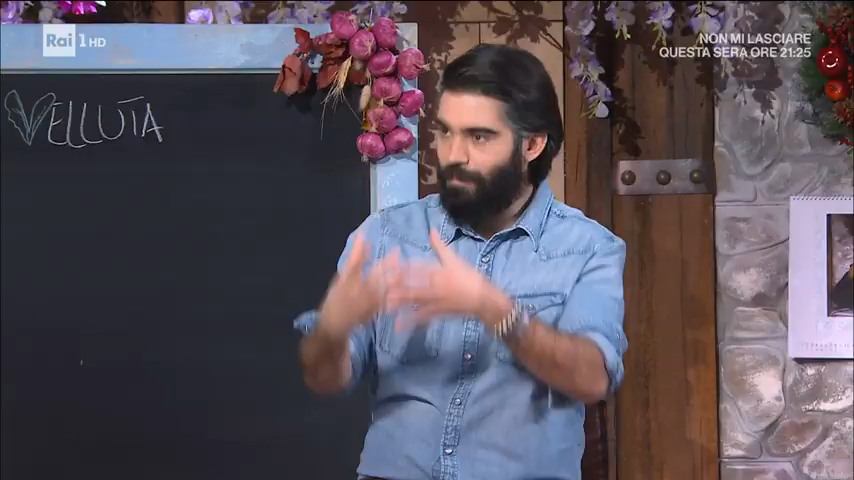 Rai 1 HD
NON MI LASCIARE
QUESTA SERA ORE 21:25
VELLUTA